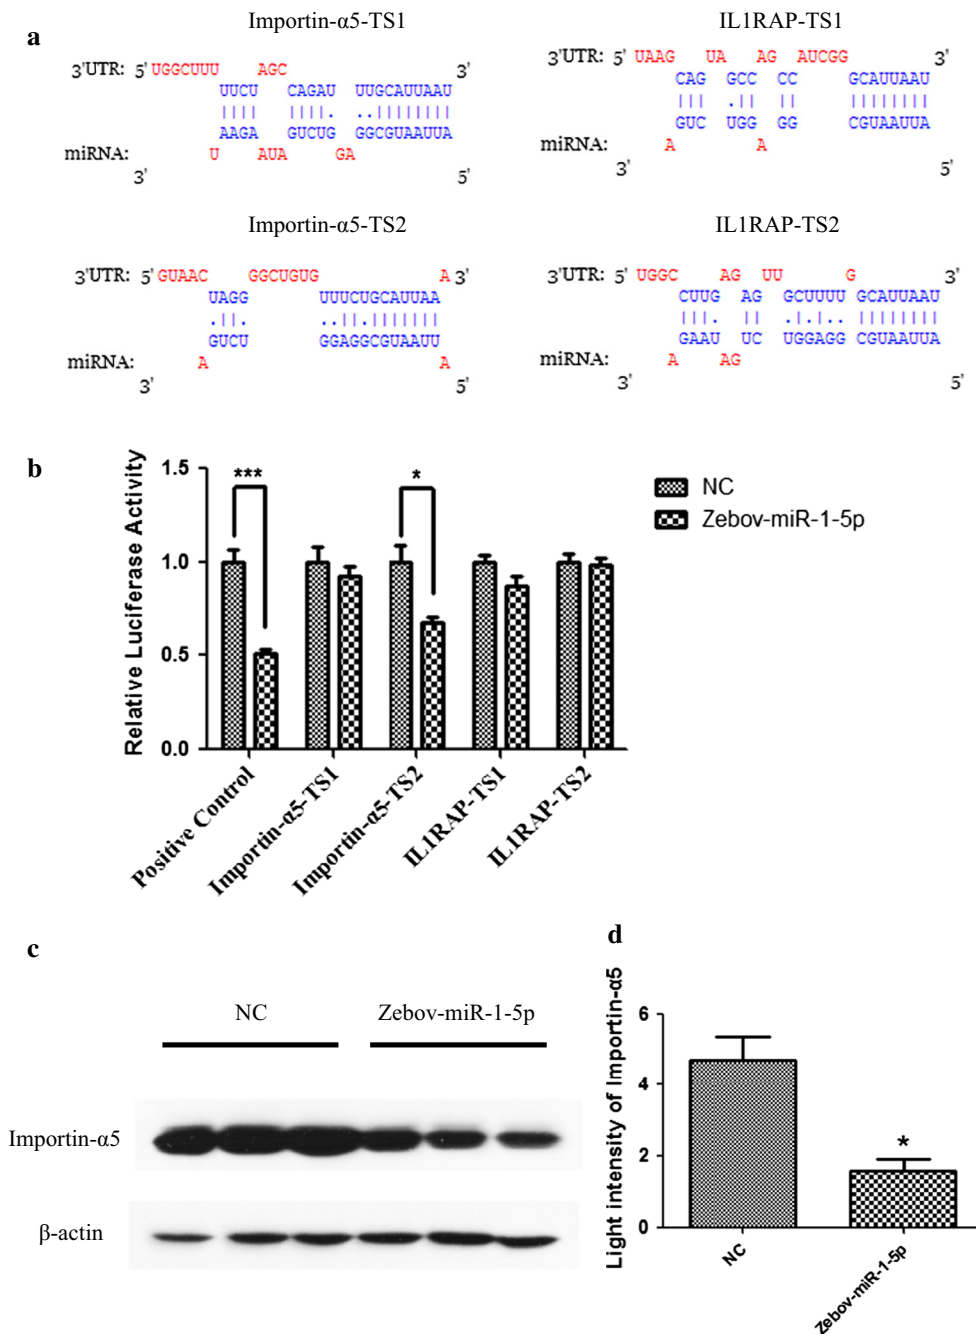 a
Importin-α5-TS1
3'UTR: 5' UGGCUUU AGC 3'
UUCU CAGAU UUGCAUUAAU
|||| ||||. ..||||||||
AAGA GUCUG GGCGUAAUUA
miRNA: U AUA GA
3' 5'
IL1RAP-TS1
3'UTR: 5' UAAG UA AG AUCGG 3'
CAG GCC CC GCAUUAAU
||| .|| || ||||||||
GUC UGG GG CGUAAUUA
miRNA: A A
3' 5'
Importin-α5-TS2
3'UTR: 5' GUAAC GGCUGUG A 3'
UAGG UUUCUGCAUUAA
.||. ..||.|||||||
GUCU GGAGGCGUAAUU
miRNA: A A
3' 5'
IL1RAP-TS2
3'UTR: 5' UGGC AG UU G 3'
CUUG AG GCUUUU GCAUUAAU
|||. || .|.|.. ||||||||
GAAU UC UGGAGG CGUAAUUA
miRNA: A AG
3' 5'
b
Relative Luciferase Activity
1.5
1.0
0.5
0.0
***
*
NC
Zebov-miR-1-5p
Positive Control
Importin-α5-TS1
Importin-α5-TS2
IL1RAP-TS1
IL1RAP-TS2
c
NC Zebov-miR-1-5p
Importin-α5
β-actin
d
Light intensity of Importin-α5
6
4
2
0
*
NC
Zebov-miR-1-5p